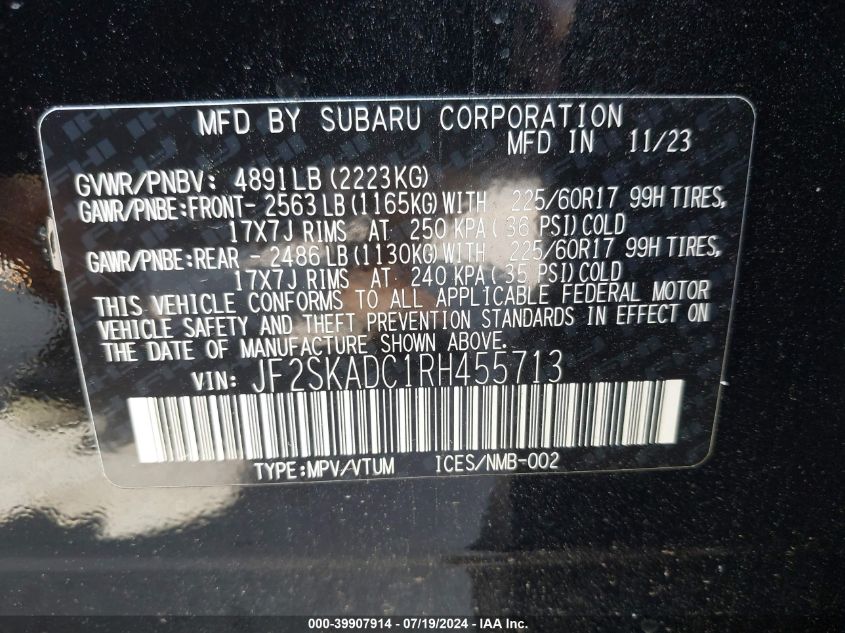 MFD BY SUBARU CORPORATION
MFD IN 11/23
GVWR/PNBV: 4891LB (2223KG)
GAWR/PNBE:FRONT- 2563 LB (1165KG) WITH 225/60R17 99H TIRES,
17X7J RIMS AT 250 KPA ( 36 PSI) COLD
GAWR/PNBE:REAR - 2486 LB (1130KG) WITH 225/60R17 99H TIRES,
17X7J RIMS AT 240 KPA ( 35 PSI) COLD
THIS VEHICLE CONFORMS TO ALL APPLICABLE FEDERAL MOTOR
VEHICLE SAFETY AND THEFT PREVENTION STANDARDS IN EFFECT ON
THE DATE OF MANUFACTURE SHOWN ABOVE.
VIN: JF2SKADC1RH455713
TYPE:MPV/VTUM ICES/NMB-002
000-39907914 - 07/19/2024 - IAA Inc.